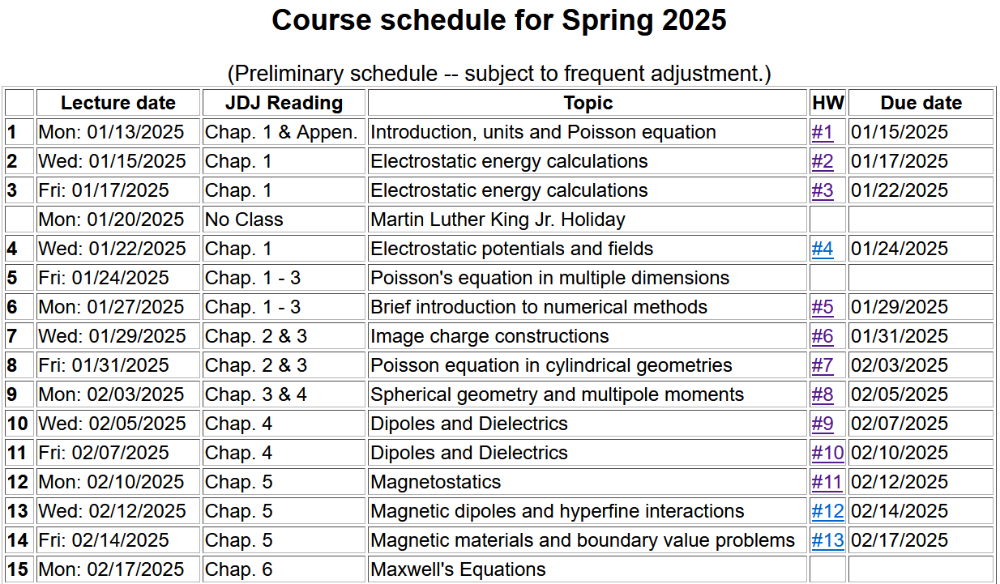 Course schedule for Spring 2025
(Preliminary schedule -- subject to frequent adjustment.)
Lecture date JDJ Reading Topic HW Due date
1 Mon: 01/13/2025 Chap. 1 & Appen. Introduction, units and Poisson equation #1 01/15/2025
2 Wed: 01/15/2025 Chap. 1 Electrostatic energy calculations #2 01/17/2025
3 Fri: 01/17/2025 Chap. 1 Electrostatic energy calculations #3 01/22/2025
Mon: 01/20/2025 No Class Martin Luther King Jr. Holiday
4 Wed: 01/22/2025 Chap. 1 Electrostatic potentials and fields #4 01/24/2025
5 Fri: 01/24/2025 Chap. 1 - 3 Poisson's equation in multiple dimensions
6 Mon: 01/27/2025 Chap. 1 - 3 Brief introduction to numerical methods #5 01/29/2025
7 Wed: 01/29/2025 Chap. 2 & 3 Image charge constructions #6 01/31/2025
8 Fri: 01/31/2025 Chap. 2 & 3 Poisson equation in cylindrical geometries #7 02/03/2025
9 Mon: 02/03/2025 Chap. 3 & 4 Spherical geometry and multipole moments #8 02/05/2025
10 Wed: 02/05/2025 Chap. 4 Dipoles and Dielectrics #9 02/07/2025
11 Fri: 02/07/2025 Chap. 4 Dipoles and Dielectrics #10 02/10/2025
12 Mon: 02/10/2025 Chap. 5 Magnetostatics #11 02/12/2025
13 Wed: 02/12/2025 Chap. 5 Magnetic dipoles and hyperfine interactions #12 02/14/2025
14 Fri: 02/14/2025 Chap. 5 Magnetic materials and boundary value problems #13 02/17/2025
15 Mon: 02/17/2025 Chap. 6 Maxwell's Equations